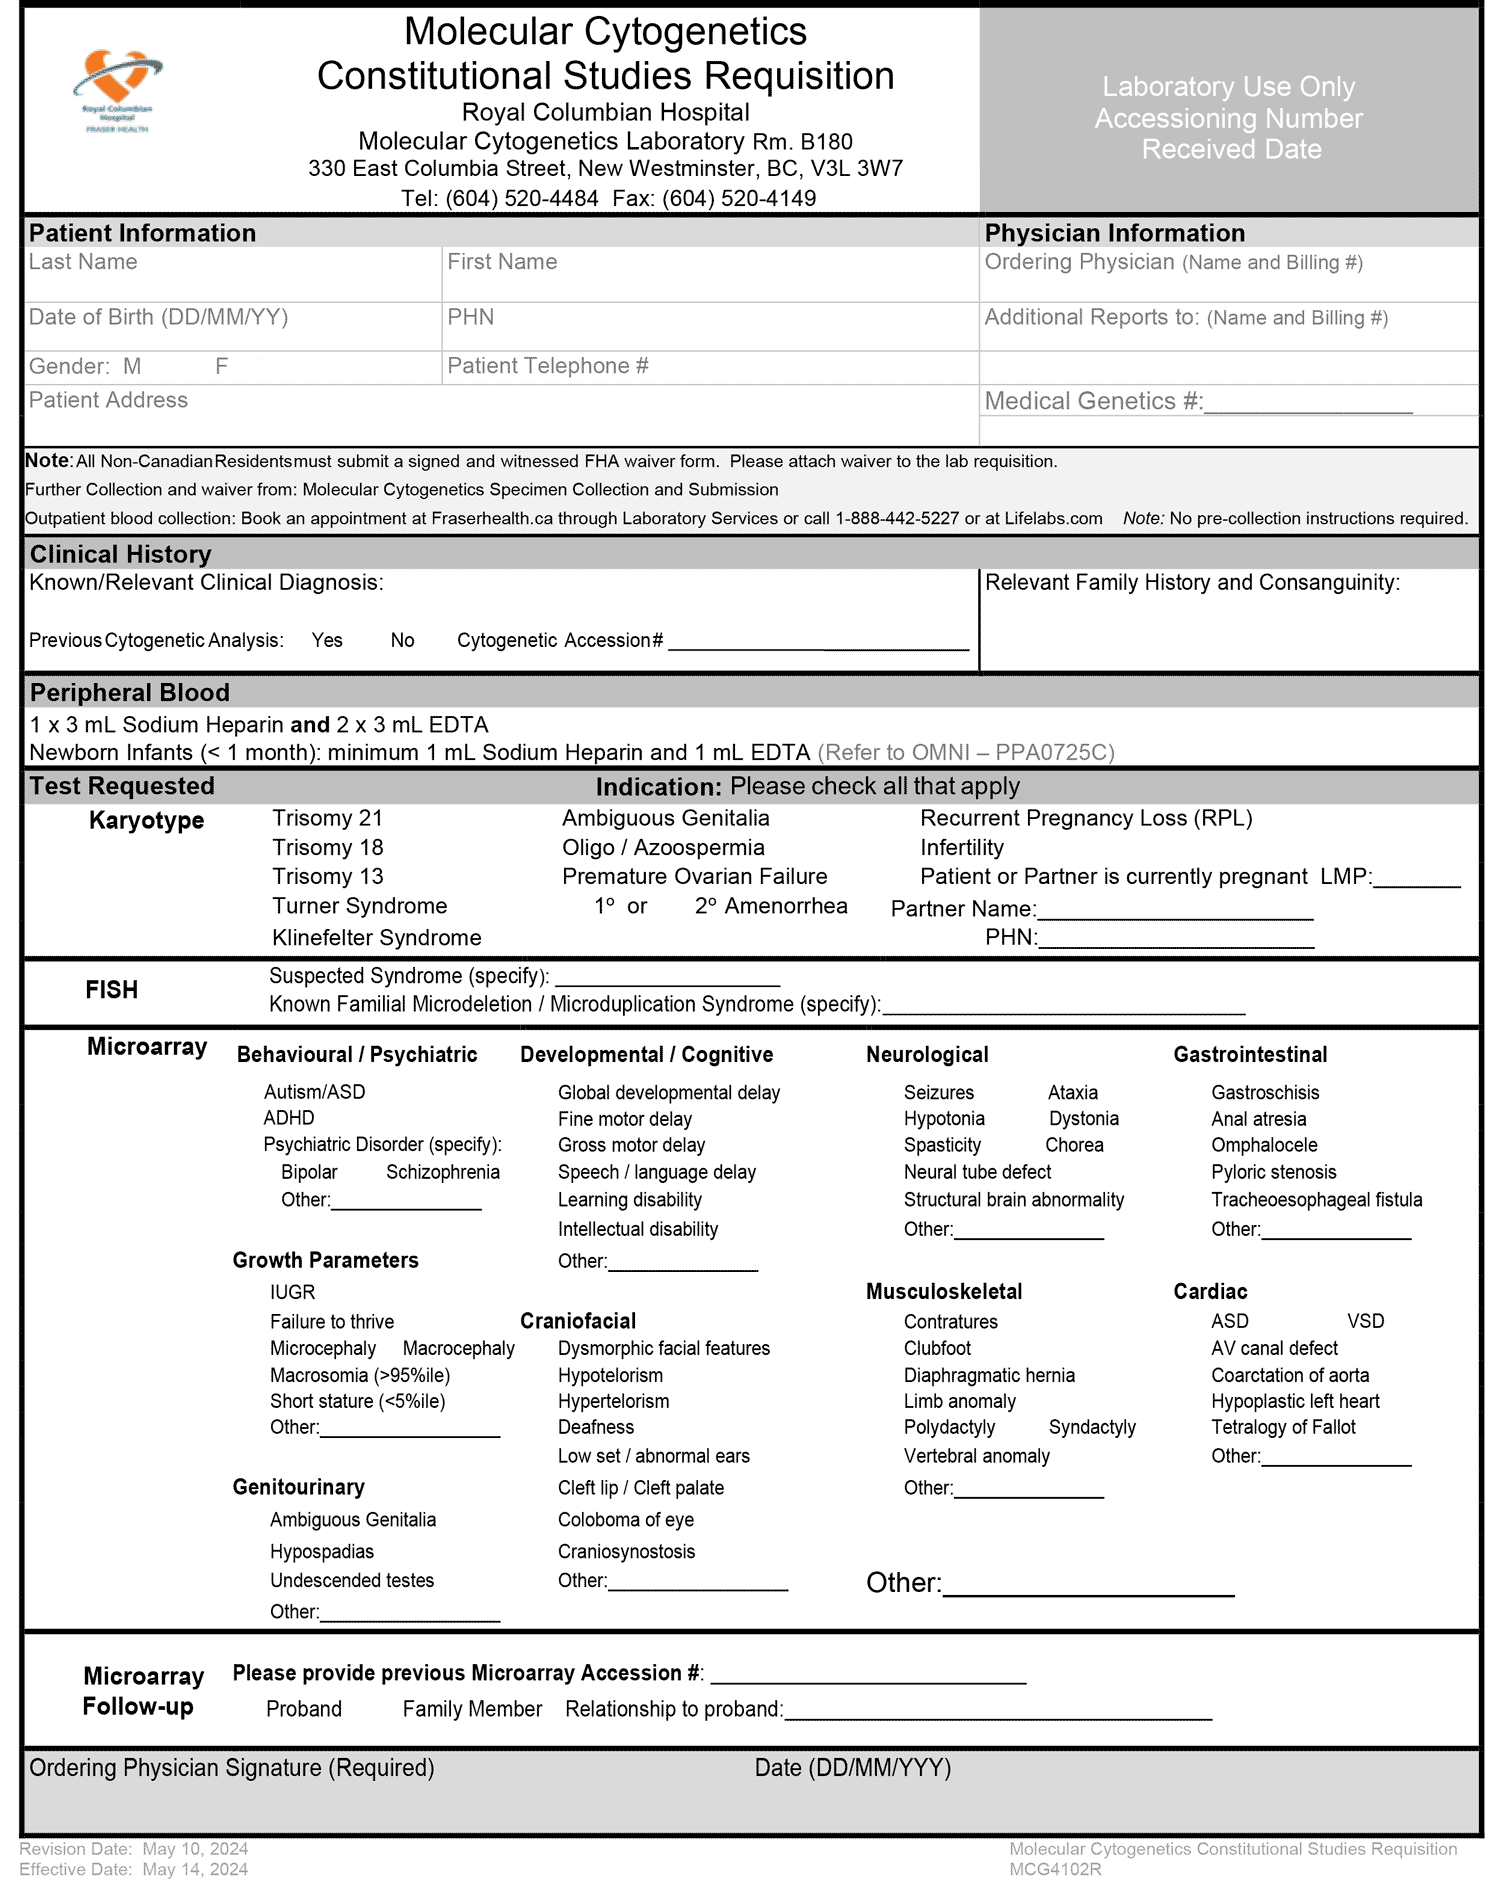 Royal Columbian
Hospital
FRASER HEALTH
Molecular Cytogenetics
Constitutional Studies Requisition
Royal Columbian Hospital
Molecular Cytogenetics Laboratory Rm. B180
330 East Columbia Street, New Westminster, BC, V3L 3W7
Tel: (604) 520-4484 Fax: (604) 520-4149
Laboratory Use Only
Accessioning Number
Received Date
Patient Information
Physician Information
Last Name
First Name
Ordering Physician (Name and Billing #)
Date of Birth (DD/MM/YY)
PHN
Additional Reports to: (Name and Billing #)
Gender: M F
Patient Telephone #
Patient Address
Medical Genetics #:_________________
Note: All Non-Canadian Residents must submit a signed and witnessed FHA waiver form. Please attach waiver to the lab requisition.
Further Collection and waiver from: Molecular Cytogenetics Specimen Collection and Submission
Outpatient blood collection: Book an appointment at Fraserhealth.ca through Laboratory Services or call 1-888-442-5227 or at Lifelabs.com Note: No pre-collection instructions required.
Clinical History
Known/Relevant Clinical Diagnosis:
Relevant Family History and Consanguinity:
Previous Cytogenetic Analysis: Yes No Cytogenetic Accession# ____________________
Peripheral Blood
1 x 3 mL Sodium Heparin and 2 x 3 mL EDTA
Newborn Infants (< 1 month): minimum 1 mL Sodium Heparin and 1 mL EDTA (Refer to OMNI – PPA0725C)
Test Requested
Indication: Please check all that apply
Karyotype
Trisomy 21
Trisomy 18
Trisomy 13
Turner Syndrome
Klinefelter Syndrome
Ambiguous Genitalia
Oligo / Azoospermia
Premature Ovarian Failure
1º or 2º Amenorrhea
Recurrent Pregnancy Loss (RPL)
Infertility
Patient or Partner is currently pregnant LMP:_______
Partner Name:____________________
PHN:____________________
FISH
Suspected Syndrome (specify): __________________
Known Familial Microdeletion / Microduplication Syndrome (specify):_____________________________
Microarray
Behavioural / Psychiatric
Autism/ASD
ADHD
Psychiatric Disorder (specify):
Bipolar Schizophrenia
Other:____________
Growth Parameters
IUGR
Failure to thrive
Microcephaly Macrocephaly
Macrosomia (>95%ile)
Short stature (<5%ile)
Other:______________
Genitourinary
Ambiguous Genitalia
Hypospadias
Undescended testes
Other:______________
Developmental / Cognitive
Global developmental delay
Fine motor delay
Gross motor delay
Speech / language delay
Learning disability
Intellectual disability
Other:____________
Craniofacial
Dysmorphic facial features
Hypotelorism
Hypertelorism
Deafness
Low set / abnormal ears
Cleft lip / Cleft palate
Coloboma of eye
Craniosynostosis
Other:______________
Neurological
Seizures Ataxia
Hypotonia Dystonia
Spasticity Chorea
Neural tube defect
Structural brain abnormality
Other:____________
Musculoskeletal
Contratures
Clubfoot
Diaphragmatic hernia
Limb anomaly
Polydactyly Syndactyly
Vertebral anomaly
Other:____________
Gastrointestinal
Gastroschisis
Anal atresia
Omphalocele
Pyloric stenosis
Tracheoesophageal fistula
Other:____________
Cardiac
ASD VSD
AV canal defect
Coarctation of aorta
Hypoplastic left heart
Tetralogy of Fallot
Other:____________
Other:__________________
Microarray
Follow-up
Please provide previous Microarray Accession #: _________________________
Proband Family Member Relationship to proband:__________________________________
Ordering Physician Signature (Required)
Date (DD/MM/YYY)
Revision Date: May 10, 2024
Effective Date: May 14, 2024
Molecular Cytogenetics Constitutional Studies Requisition
MCG4102R